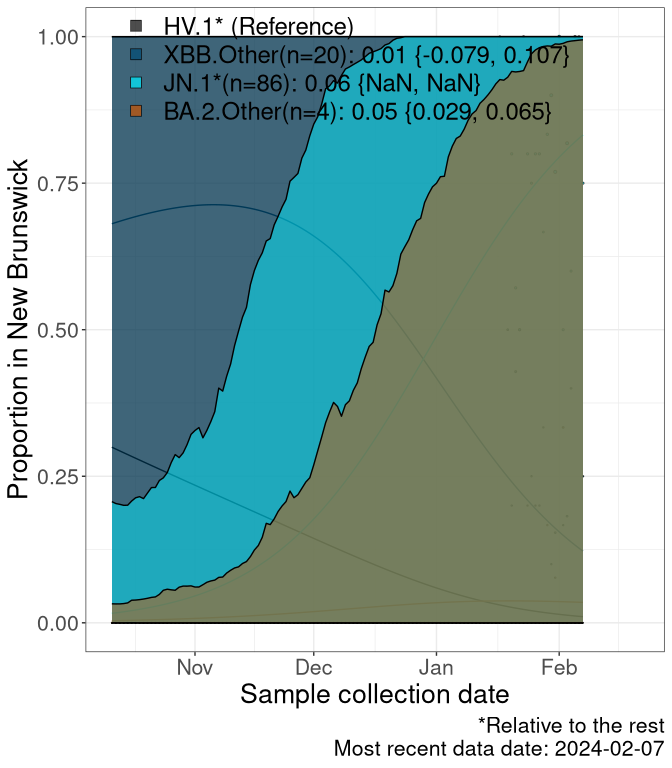 HV.1* (Reference)
XBB.Other(n=20): 0.01 {-0.079, 0.107}
JN.1*(n=86): 0.06 {NaN, NaN}
BA.2.Other(n=4): 0.05 {0.029, 0.065}
1.00
0.75
0.50
0.25
0.00
Proportion in New Brunswick
Nov Dec Jan Feb
Sample collection date
*Relative to the rest
Most recent data date: 2024-02-07